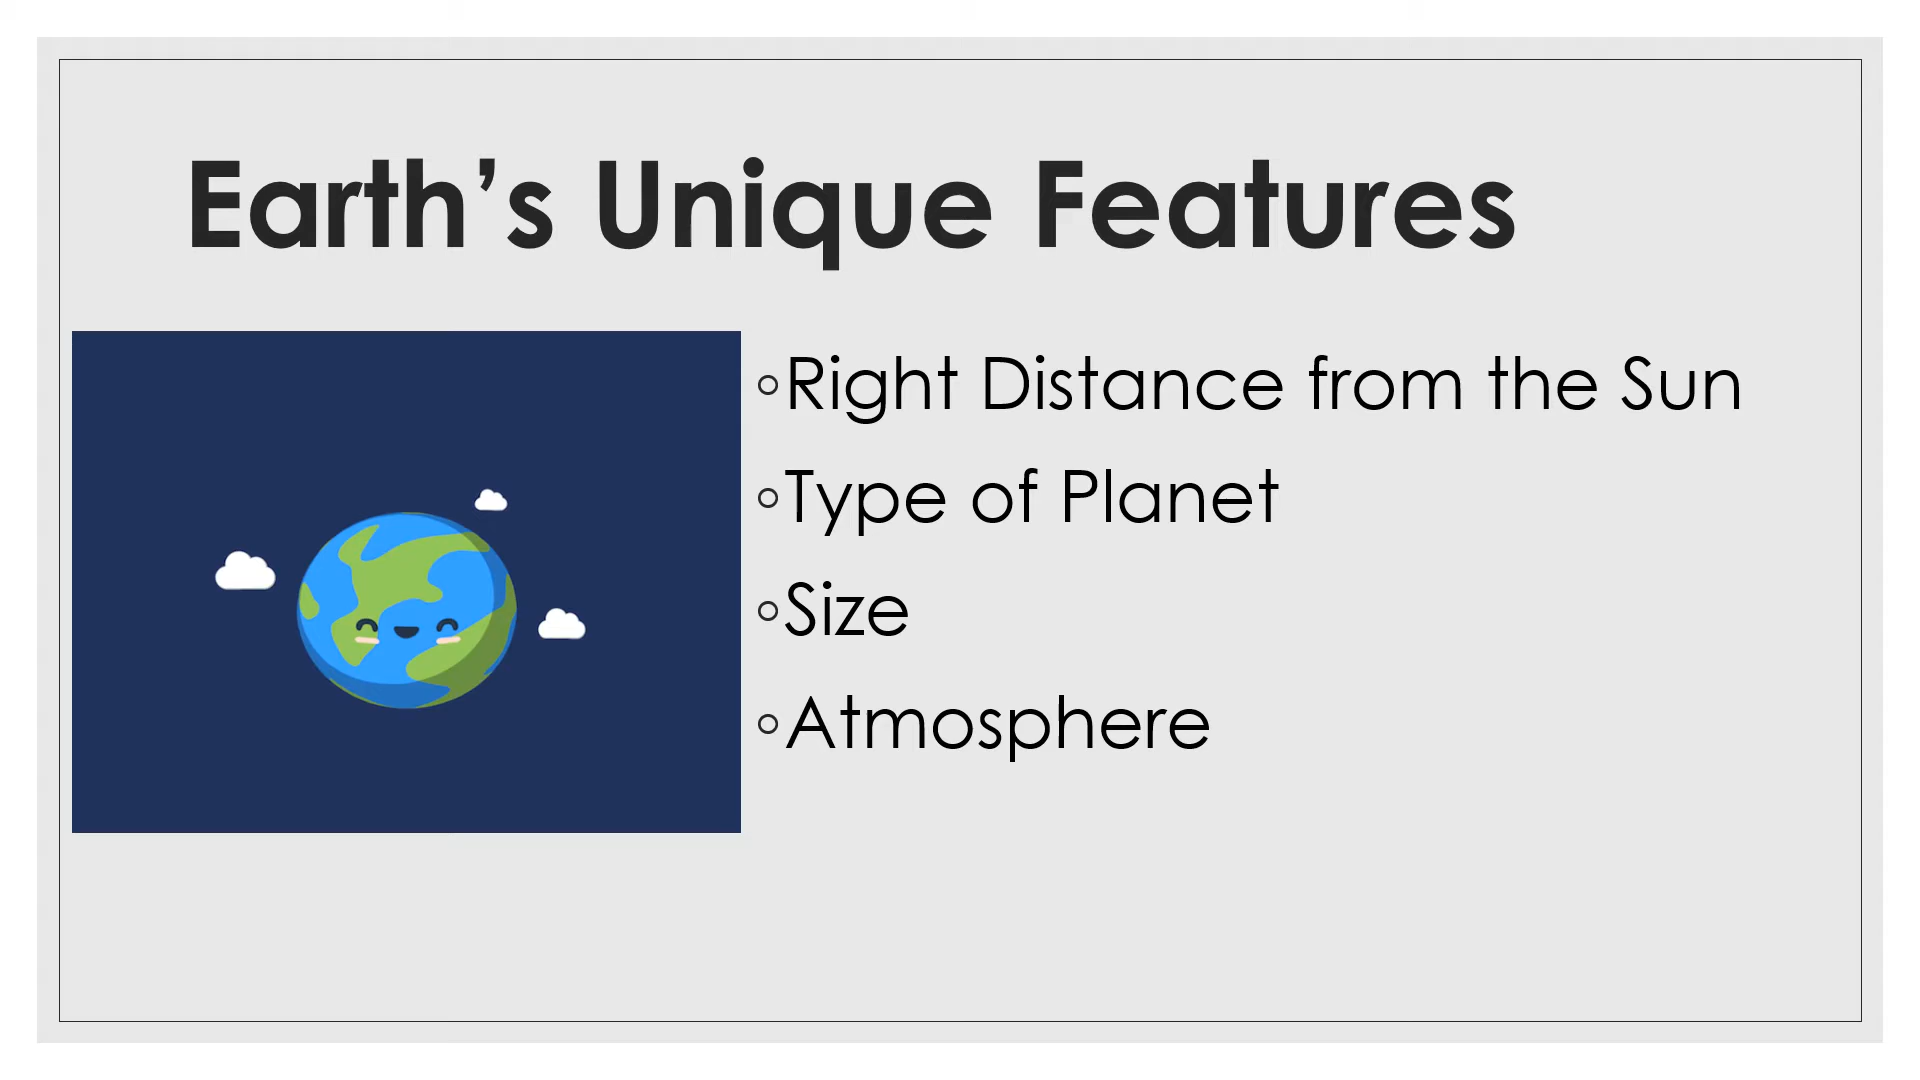 Earth’s Unique Features
◦Right Distance from the Sun
◦Type of Planet
◦Size
◦Atmosphere